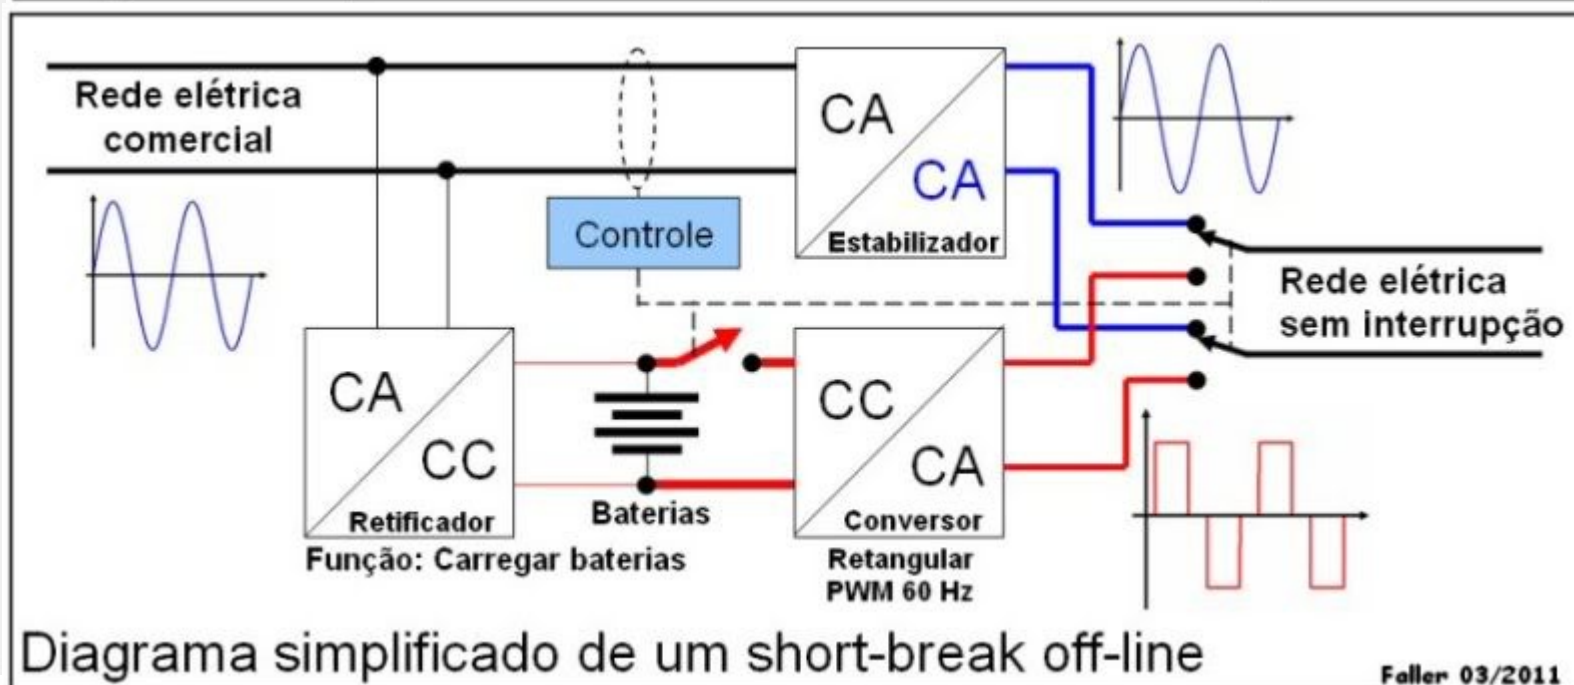 Rede elétrica
comercial
CA
CA
Estabilizador
Controle
Rede elétrica
sem interrupção
CA
CC
Retificador
Função: Carregar baterias
Baterias
CC
CA
Conversor
Retangular
PWM 60 Hz
Diagrama simplificado de um short-break off-line
Faller 03/2011